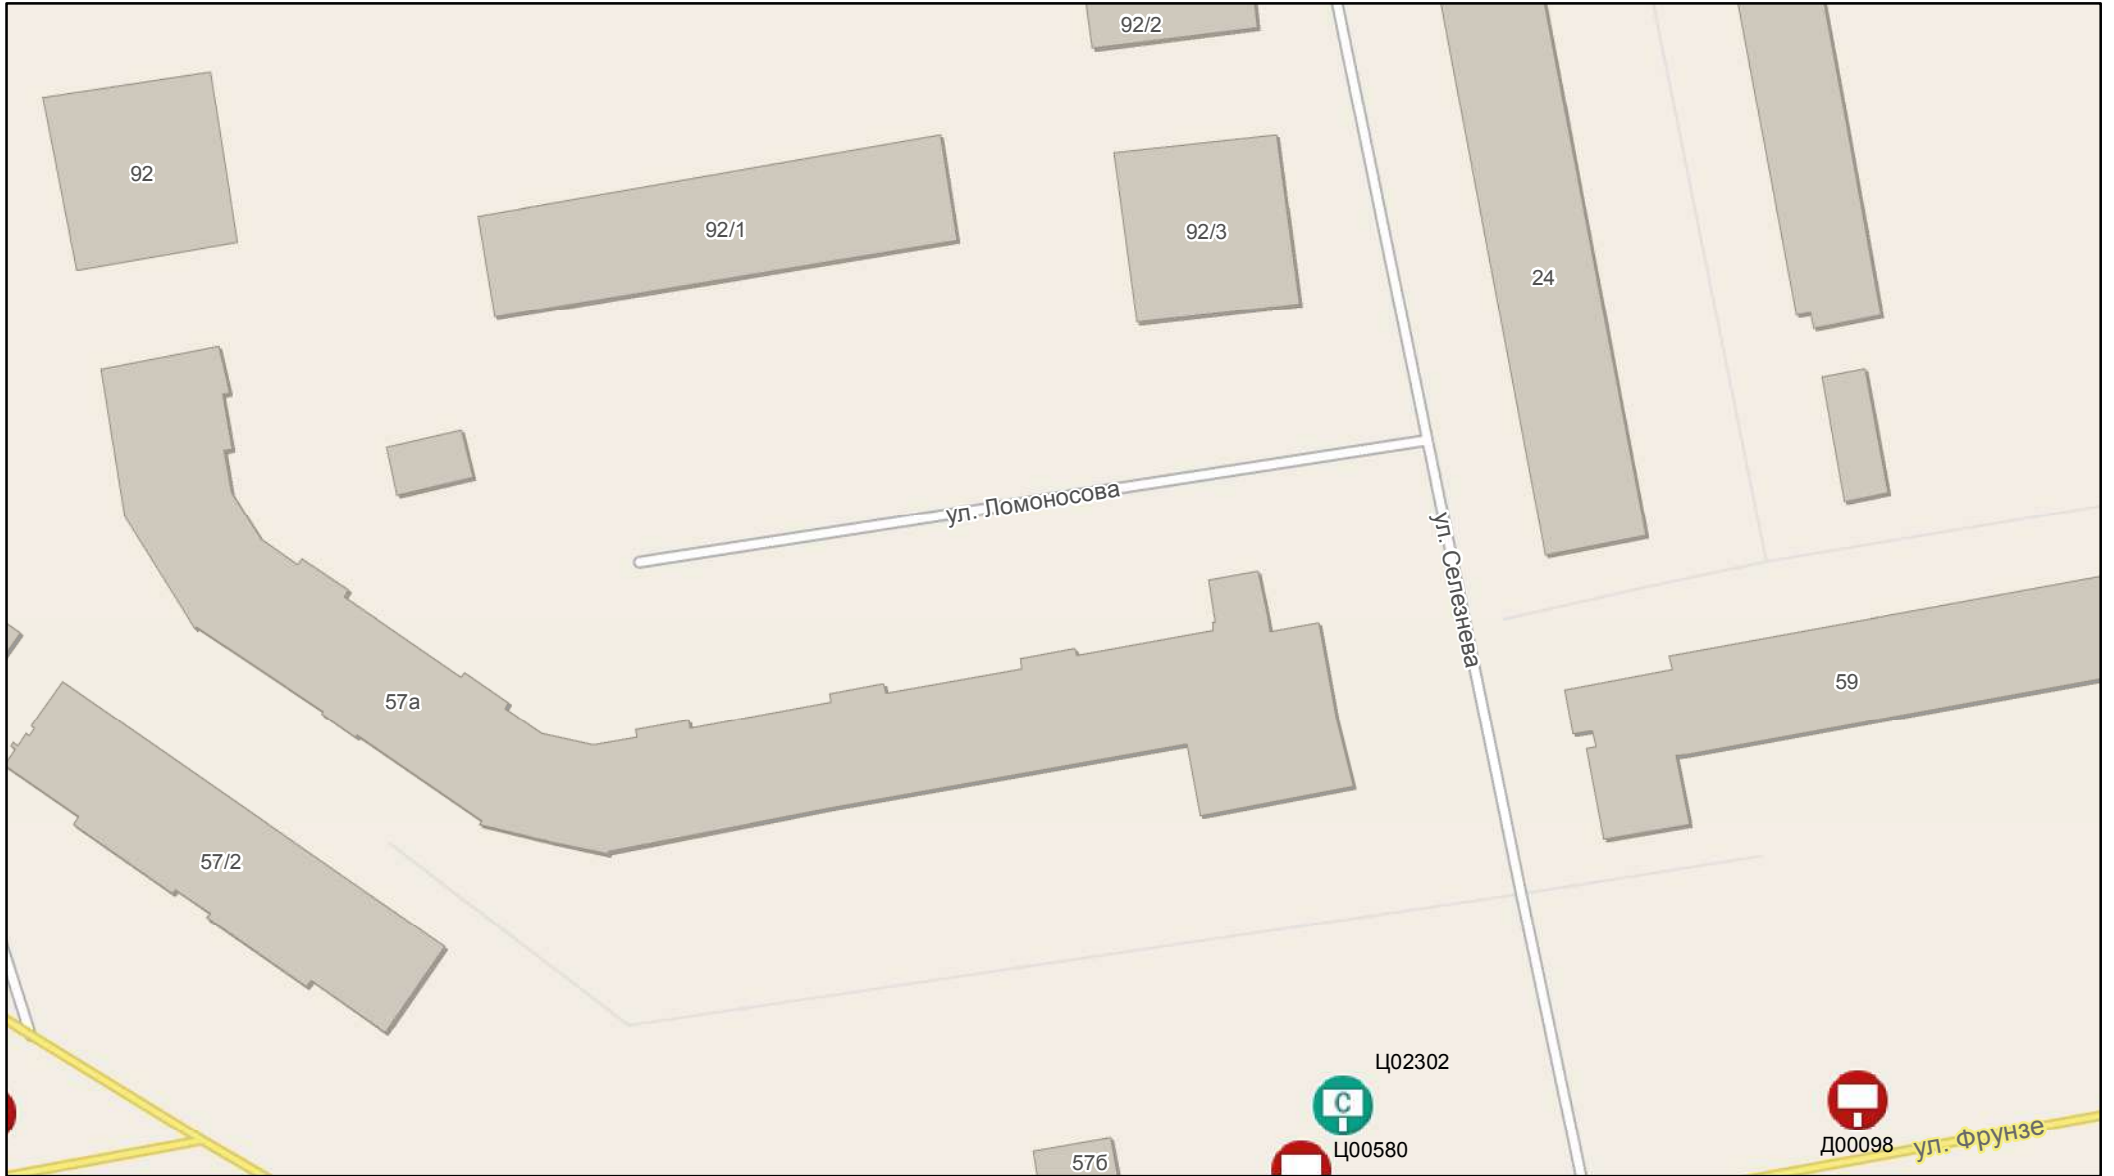 92/2
92
92/1
92/3
24
ул. Ломоносова
ул. Селезнева
57а
59
57/2
Ц02302
С
Ц00580
Д00098
ул. Фрунзе
57б